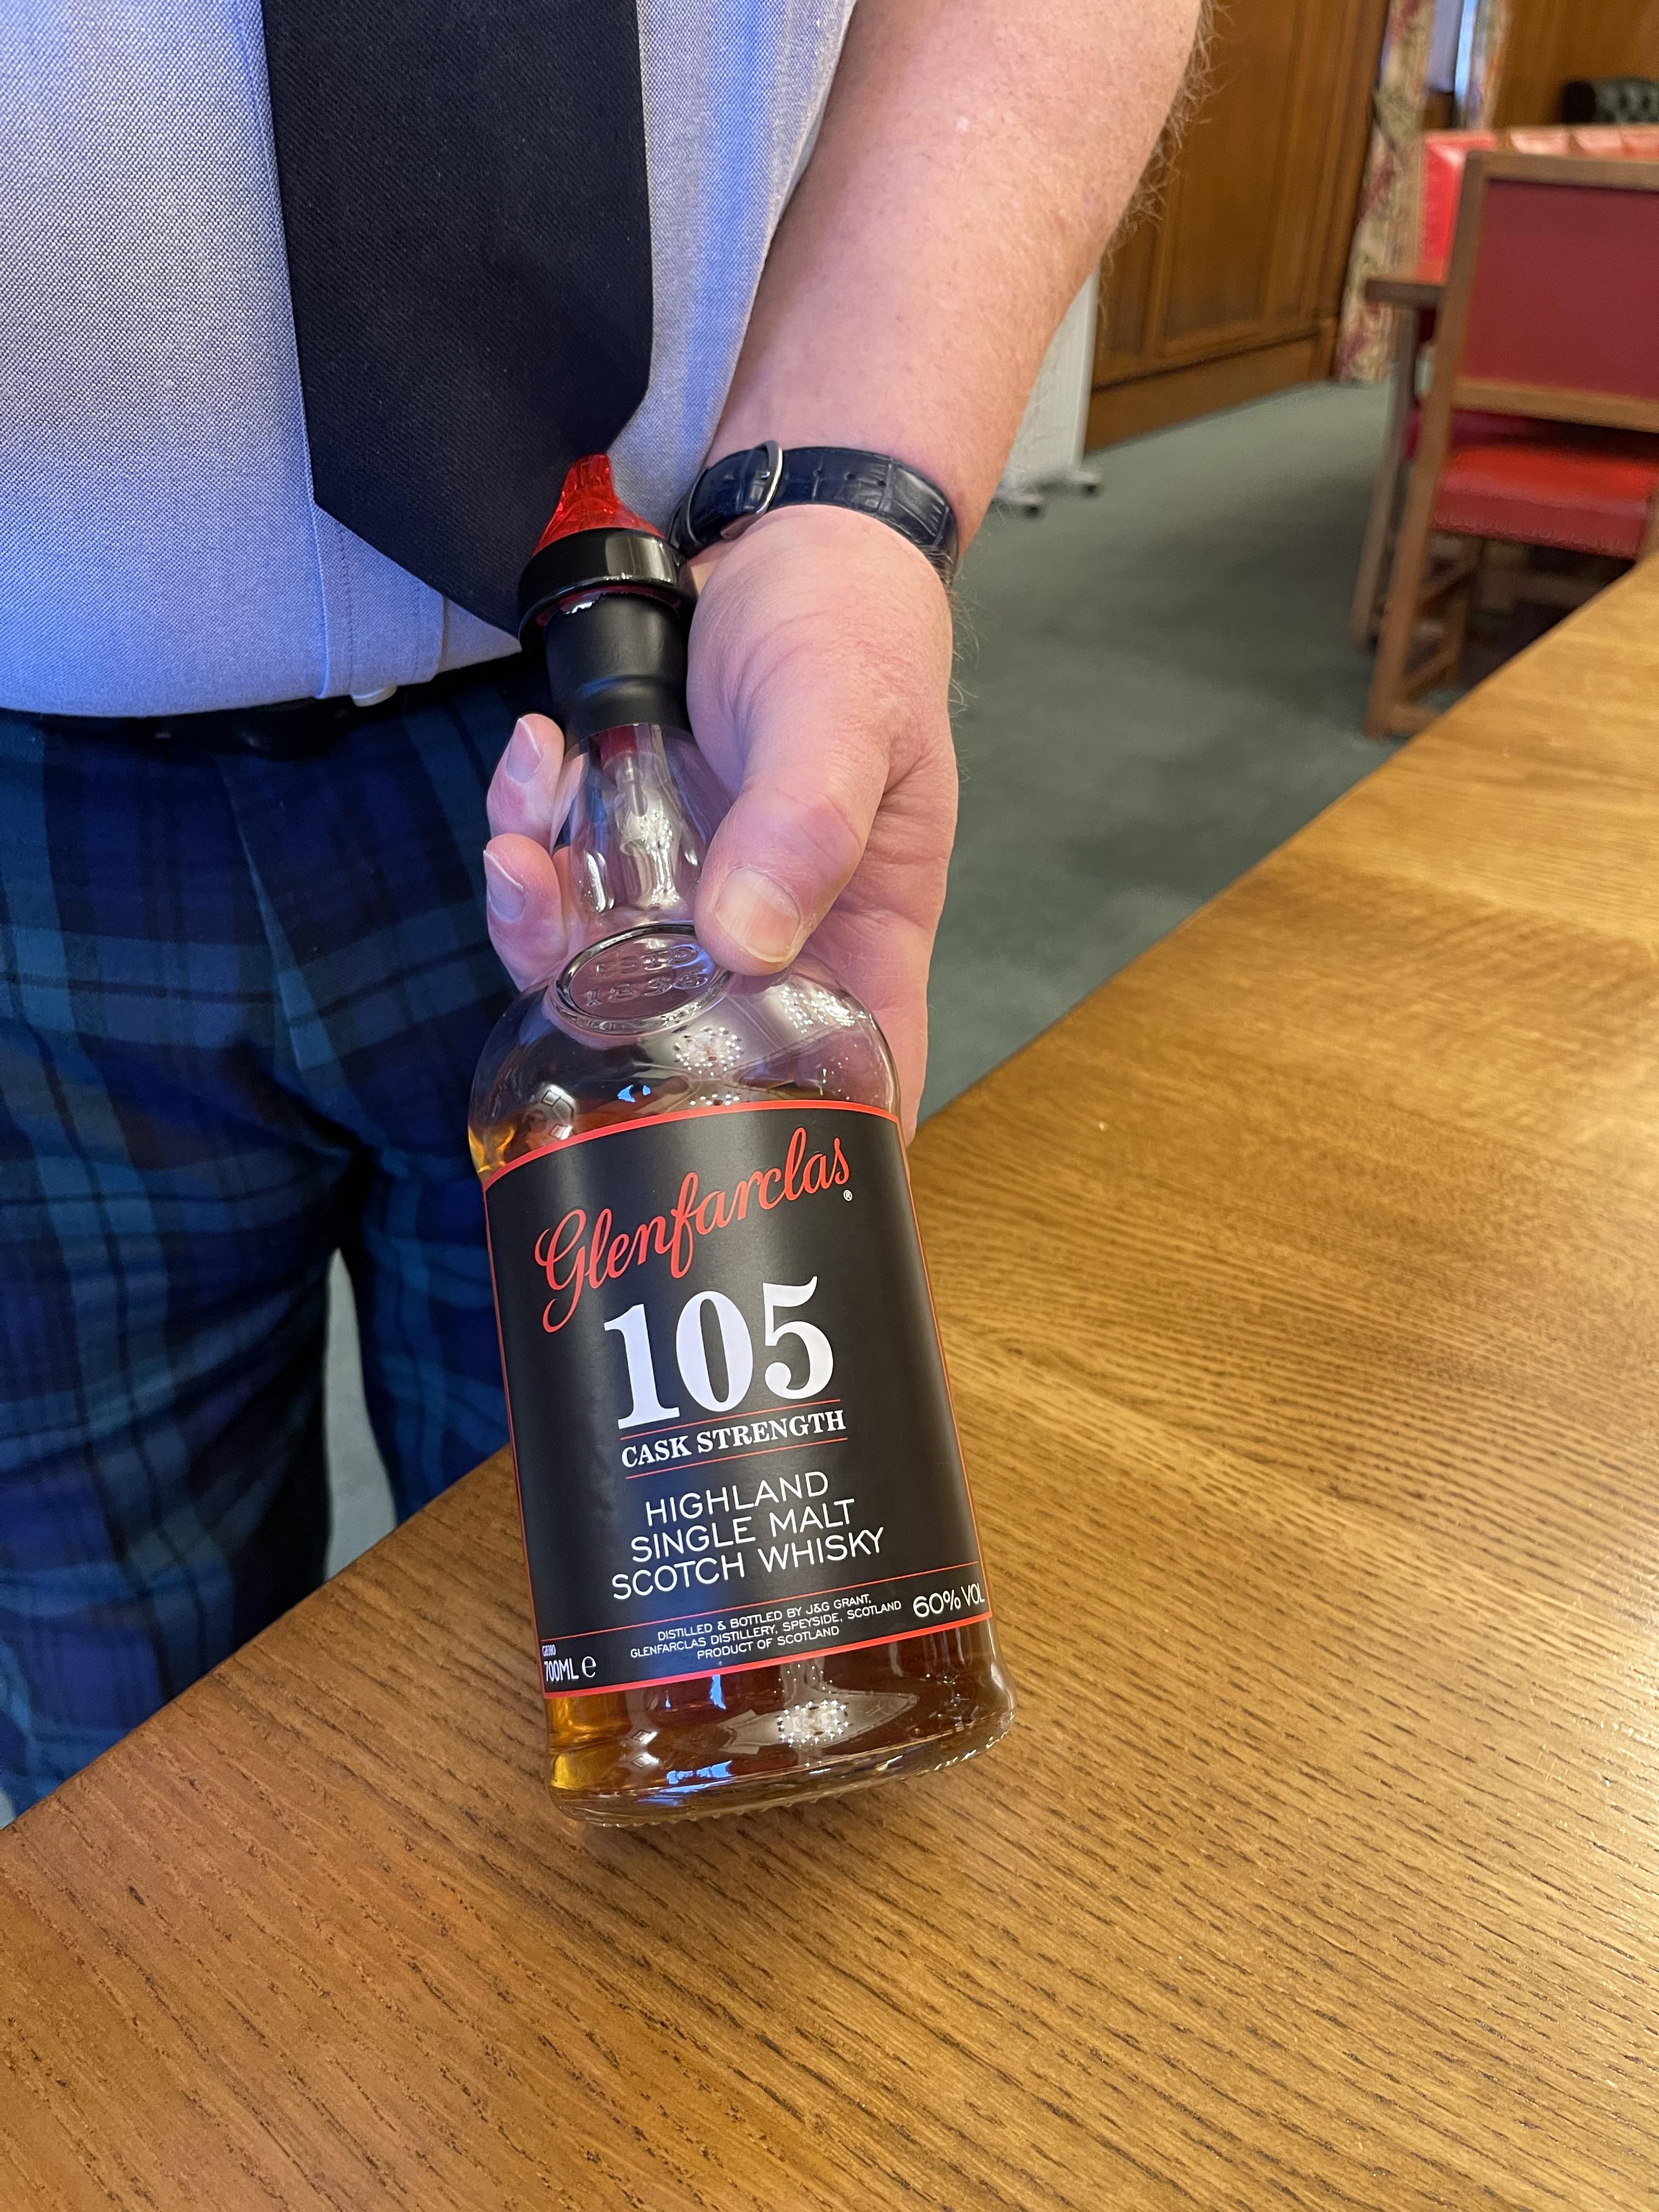 Glenfarclas®
105
CASK STRENGTH
HIGHLAND
SINGLE MALT
SCOTCH WHISKY
DISTILLED & BOTTLED BY J&G GRANT,
GLENFARCLAS DISTILLERY, SPEYSIDE, SCOTLAND
PRODUCT OF SCOTLAND
60% VOL
700ML ℮